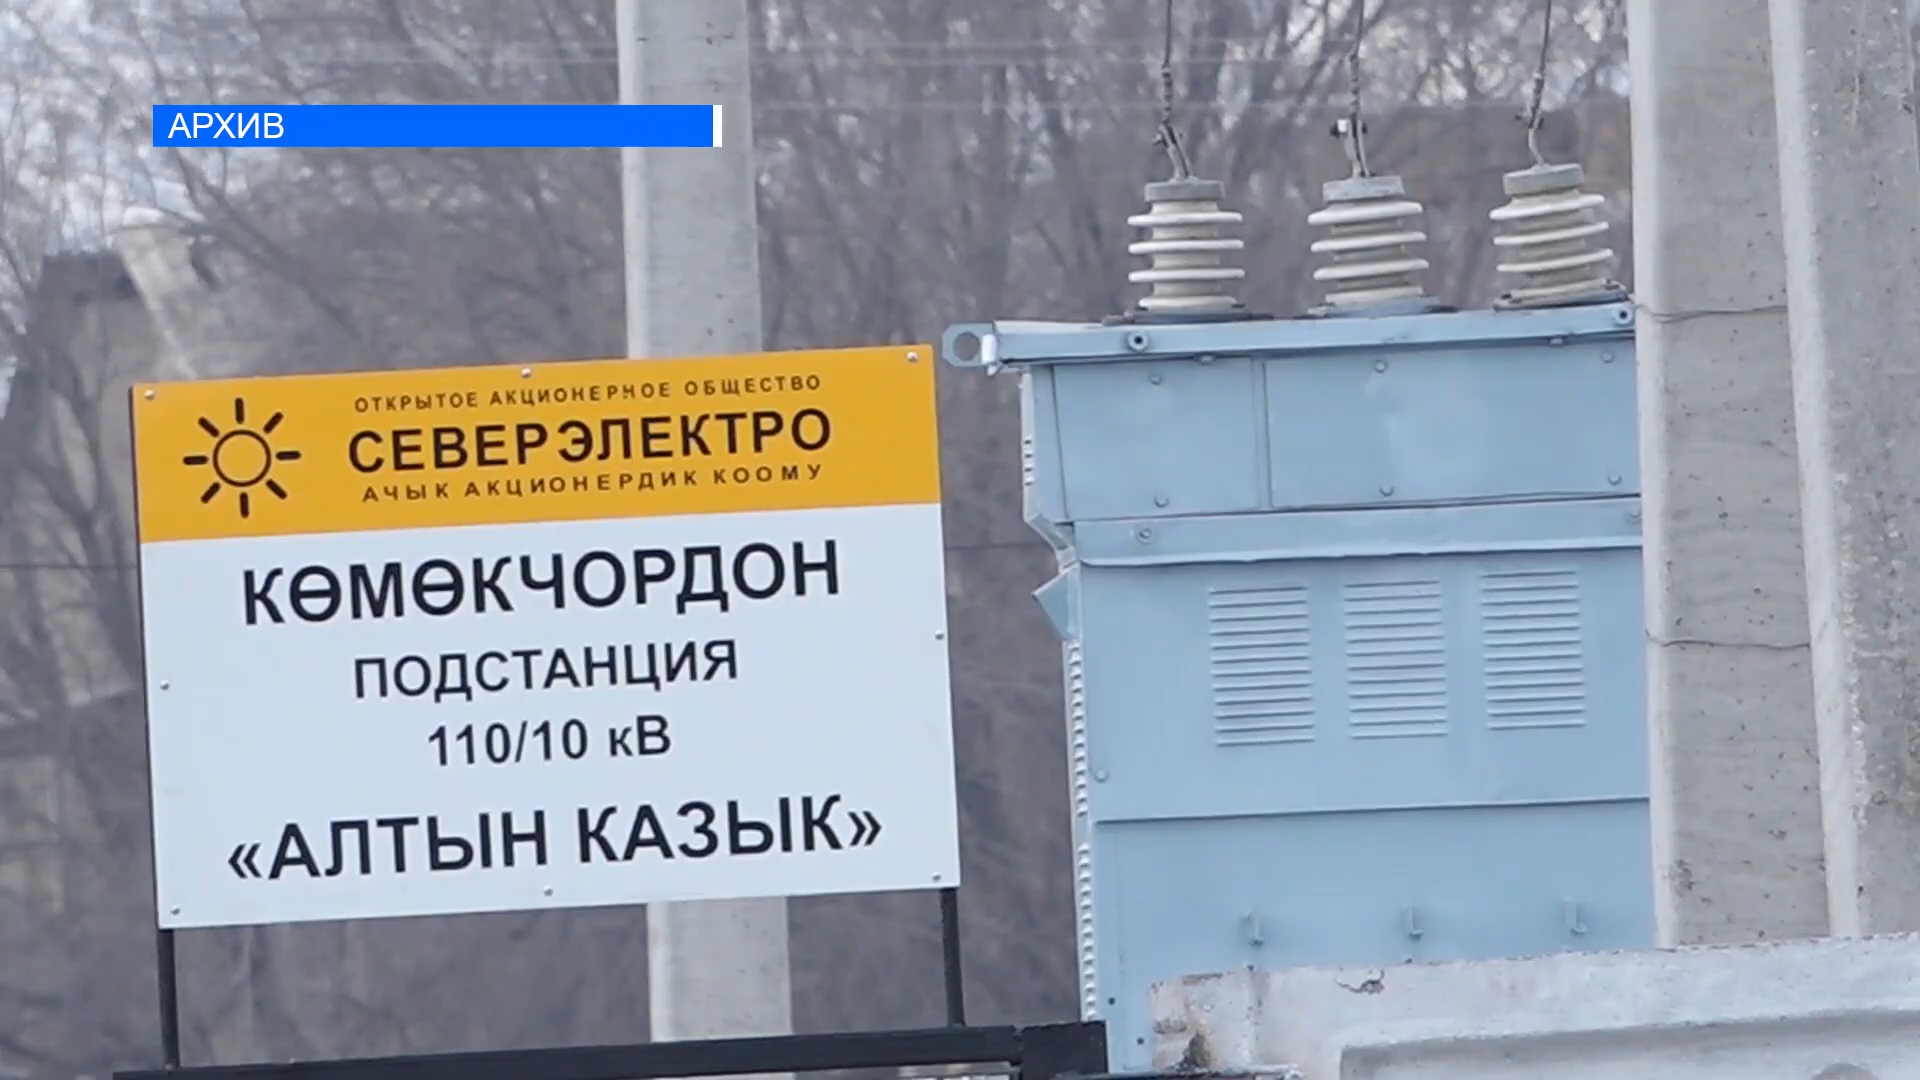 АРХИВ
ОТКРЫТОЕ АКЦИОНЕРНОЕ ОБЩЕСТВО
СЕВЕРЭЛЕКТРО
АЧЫК АКЦИОНЕРДИК КООМУ
КӨМӨКЧОРДОН
ПОДСТАНЦИЯ
110/10 кВ
«АЛТЫН КАЗЫК»